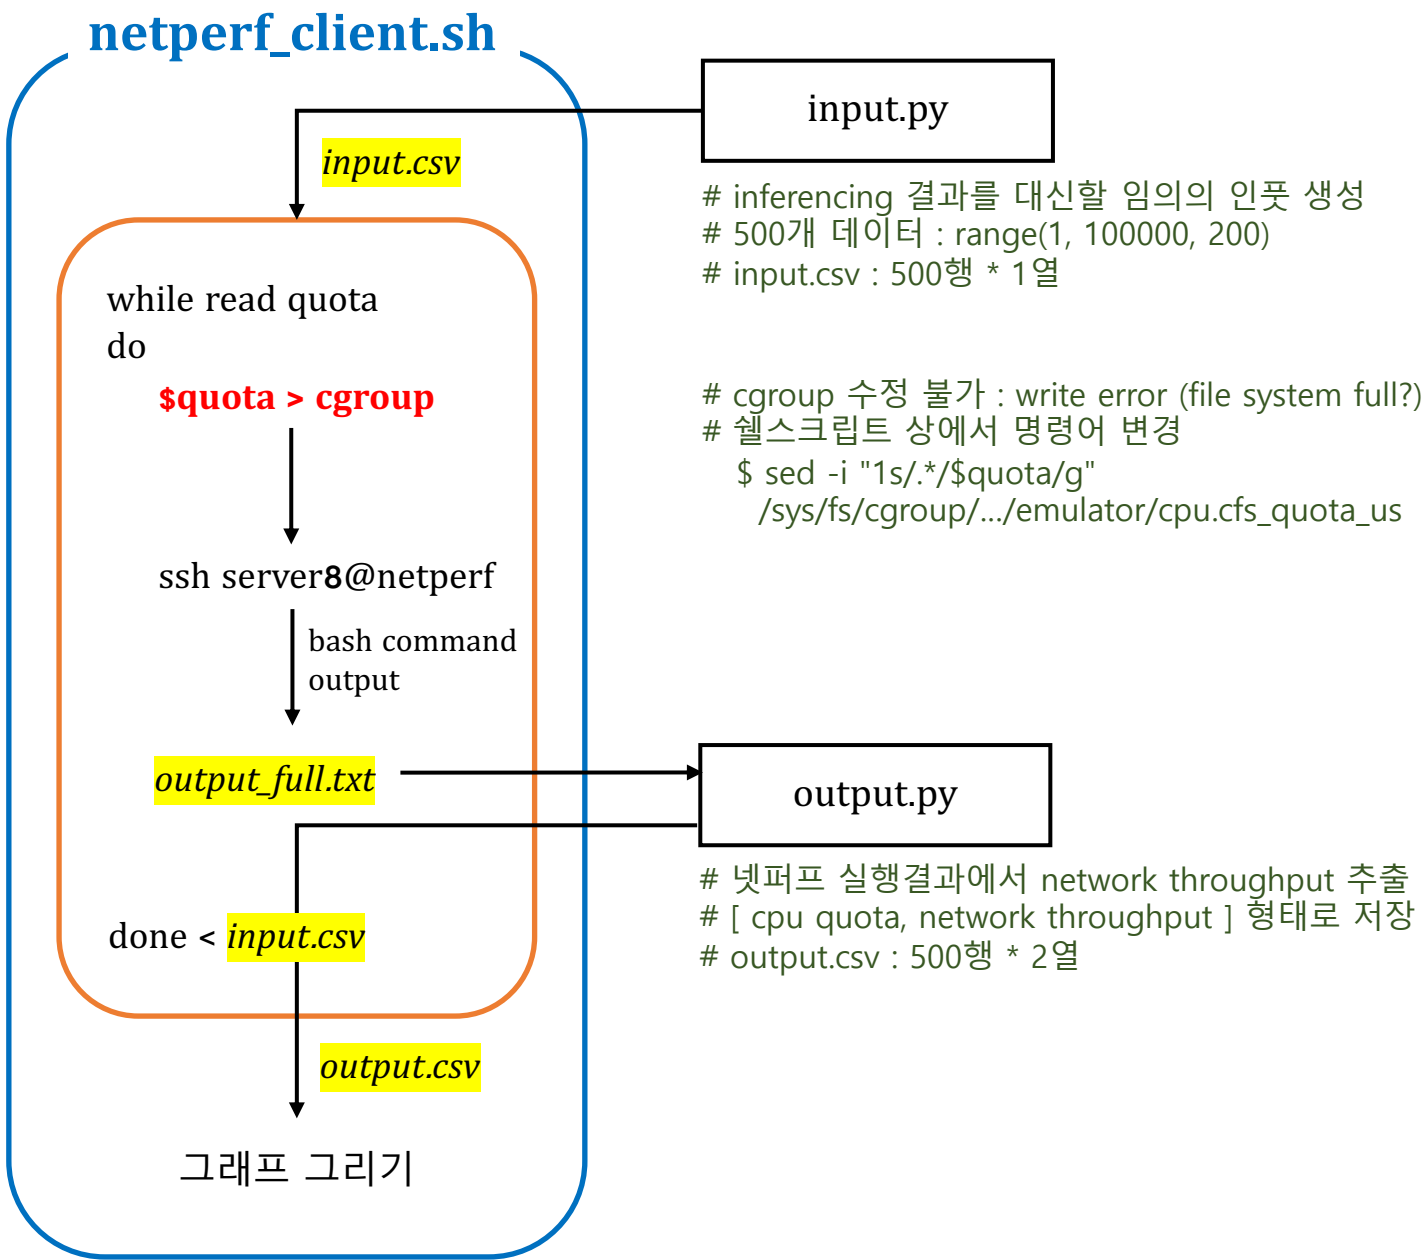 netperf_client.sh
input.py
input.csv
# inferencing 결과를 대신할 임의의 인풋 생성
# 500개 데이터 : range(1, 100000, 200)
# input.csv : 500행 * 1열
while read quota
do
$quota > cgroup
# cgroup 수정 불가 : write error (file system full?)
# 쉘스크립트 상에서 명령어 변경
$ sed -i "1s/.*/$quota/g"
/sys/fs/cgroup/.../emulator/cpu.cfs_quota_us
ssh server8@netperf
bash command
output
output_full.txt
output.py
# 넷퍼프 실행결과에서 network throughput 추출
# [ cpu quota, network throughput ] 형태로 저장
# output.csv : 500행 * 2열
done < input.csv
output.csv
그래프 그리기